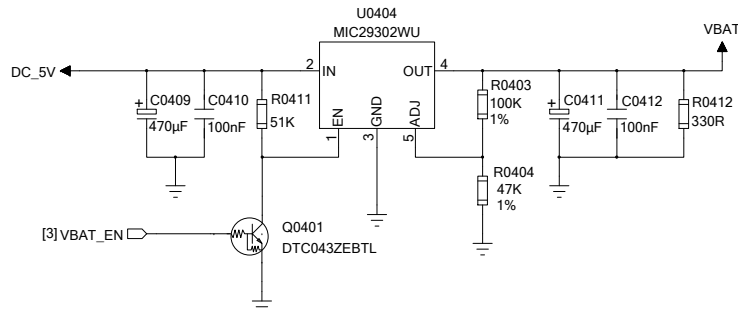 U0404
MIC29302WU
VBAT
DC_5V
2
IN
OUT
4
EN
GND
ADJ
1
3
5
+
C0409
470µF
C0410
100nF
R0411
51K
R0403
100K
1%
R0404
47K
1%
+
C0411
470µF
C0412
100nF
R0412
330R
[3] VBAT_EN
Q0401
DTC043ZEBTL